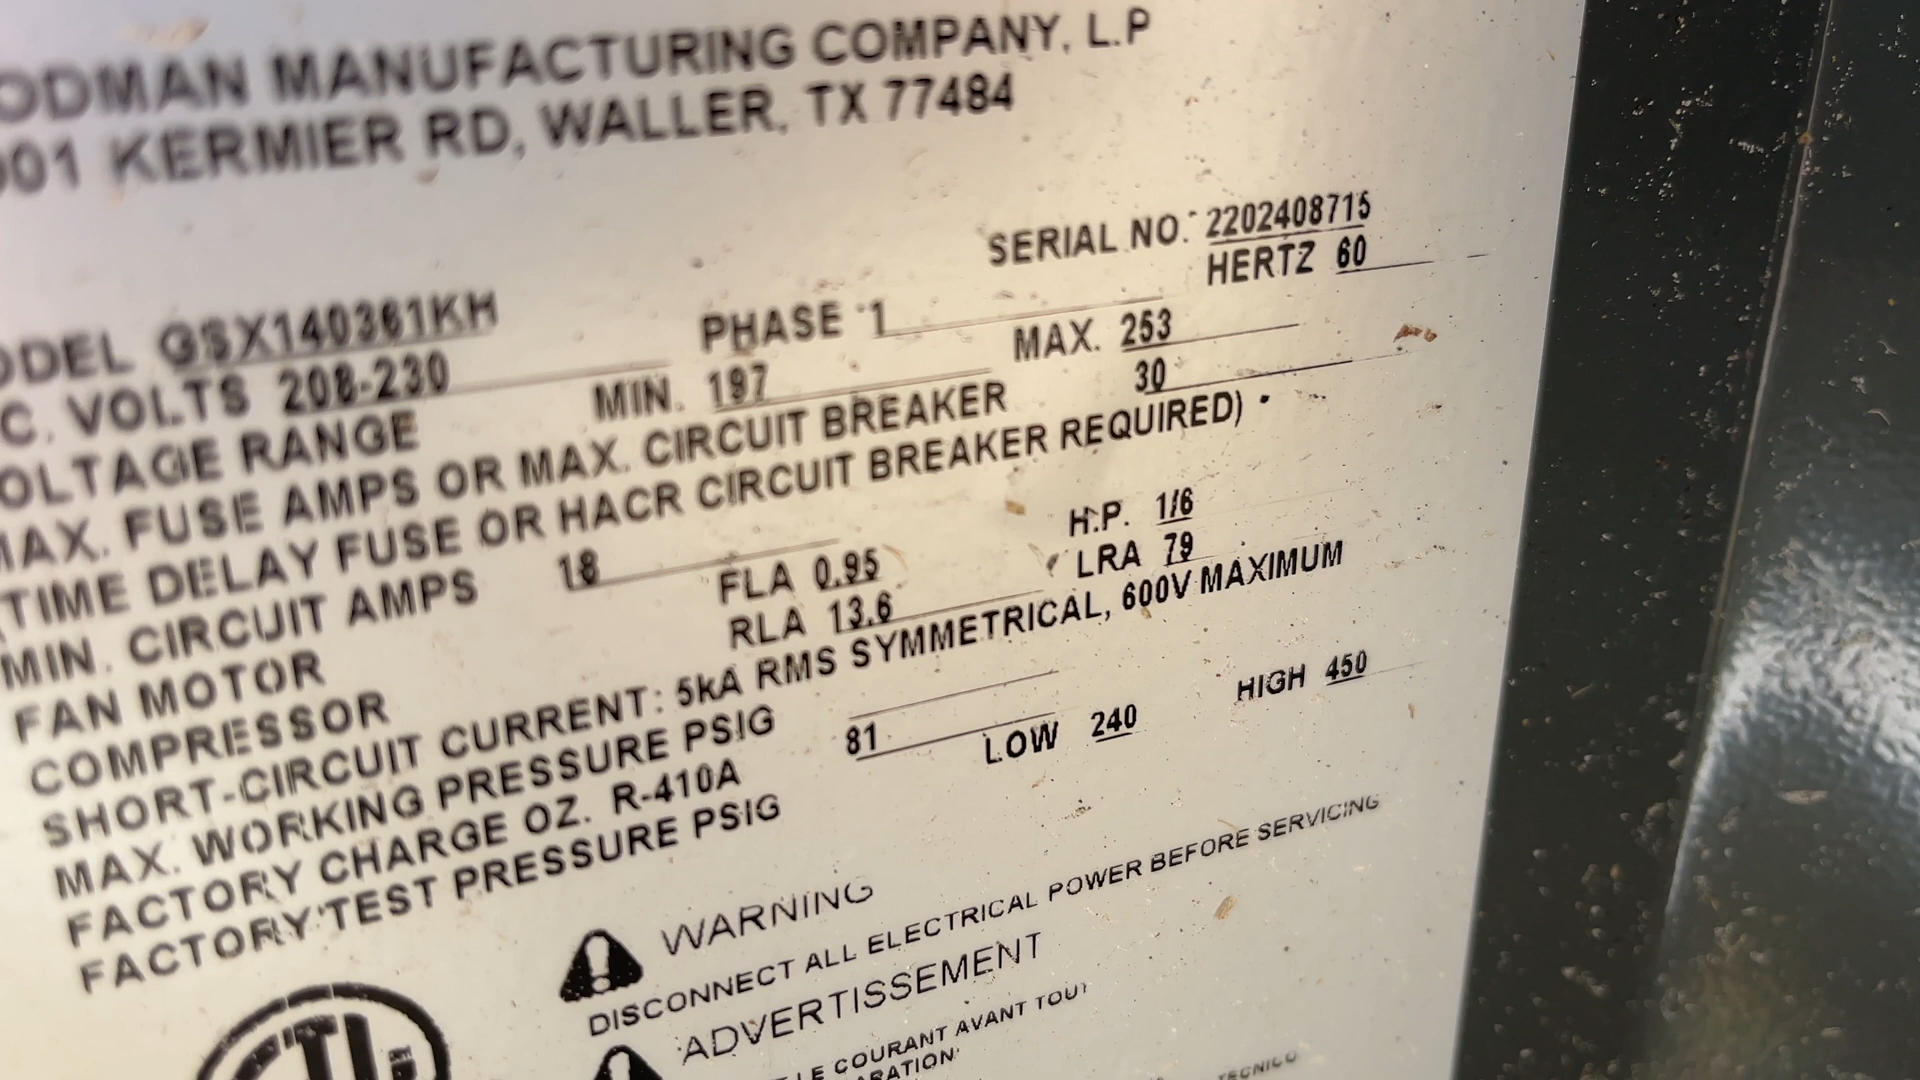 ODMAN MANUFACTURING COMPANY, L.P
001 KERMIER RD, WALLER, TX 77484
SERIAL NO. 2202408715
MODEL GSX140361KH PHASE 1 HERTZ 60
C. VOLTS 208-230
VOLTAGE RANGE MIN. 197 MAX. 253
MAX. FUSE AMPS OR MAX. CIRCUIT BREAKER 30
(TIME DELAY FUSE OR HACR CIRCUIT BREAKER REQUIRED)
MIN. CIRCUIT AMPS 18
FAN MOTOR FLA 0.95 H.P. 1/6
COMPRESSOR RLA 13.6 LRA 79
SHORT-CIRCUIT CURRENT: 5kA RMS SYMMETRICAL, 600V MAXIMUM
MAX. WORKING PRESSURE PSIG
FACTORY CHARGE OZ. R-410A 81
FACTORY TEST PRESSURE PSIG LOW 240 HIGH 450
WARNING
DISCONNECT ALL ELECTRICAL POWER BEFORE SERVICING
ADVERTISSEMENT
LE COURANT AVANT TOUT
RATION
TECNICO